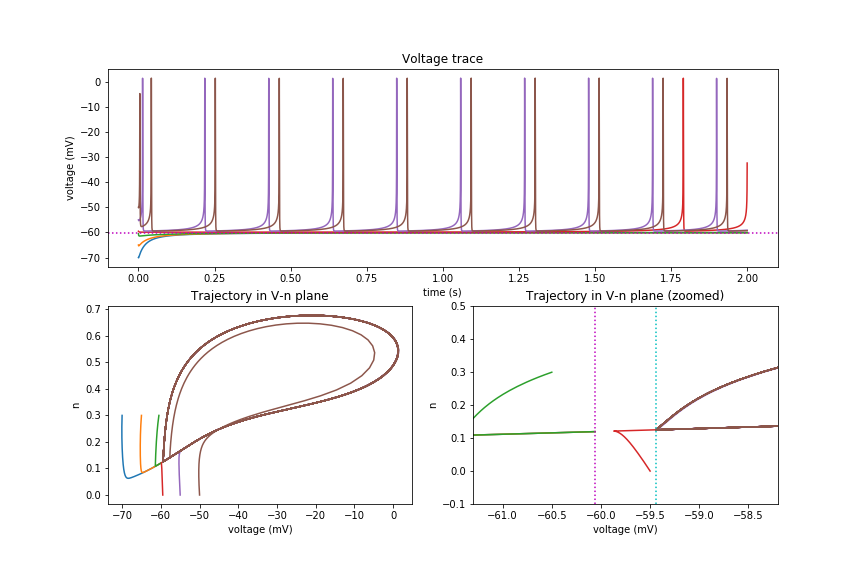 Voltage trace
voltage (mV)
0
−10
−20
−30
−40
−50
−60
−70
0.00 0.25 0.50 0.75 1.00 1.25 1.50 1.75 2.00
time (s)
Trajectory in V-n plane
n
0.7
0.6
0.5
0.4
0.3
0.2
0.1
0.0
−70 −60 −50 −40 −30 −20 −10 0
voltage (mV)
Trajectory in V-n plane (zoomed)
n
0.5
0.4
0.3
0.2
0.1
0.0
−0.1
−61.0 −60.5 −60.0 −59.5 −59.0 −58.5
voltage (mV)